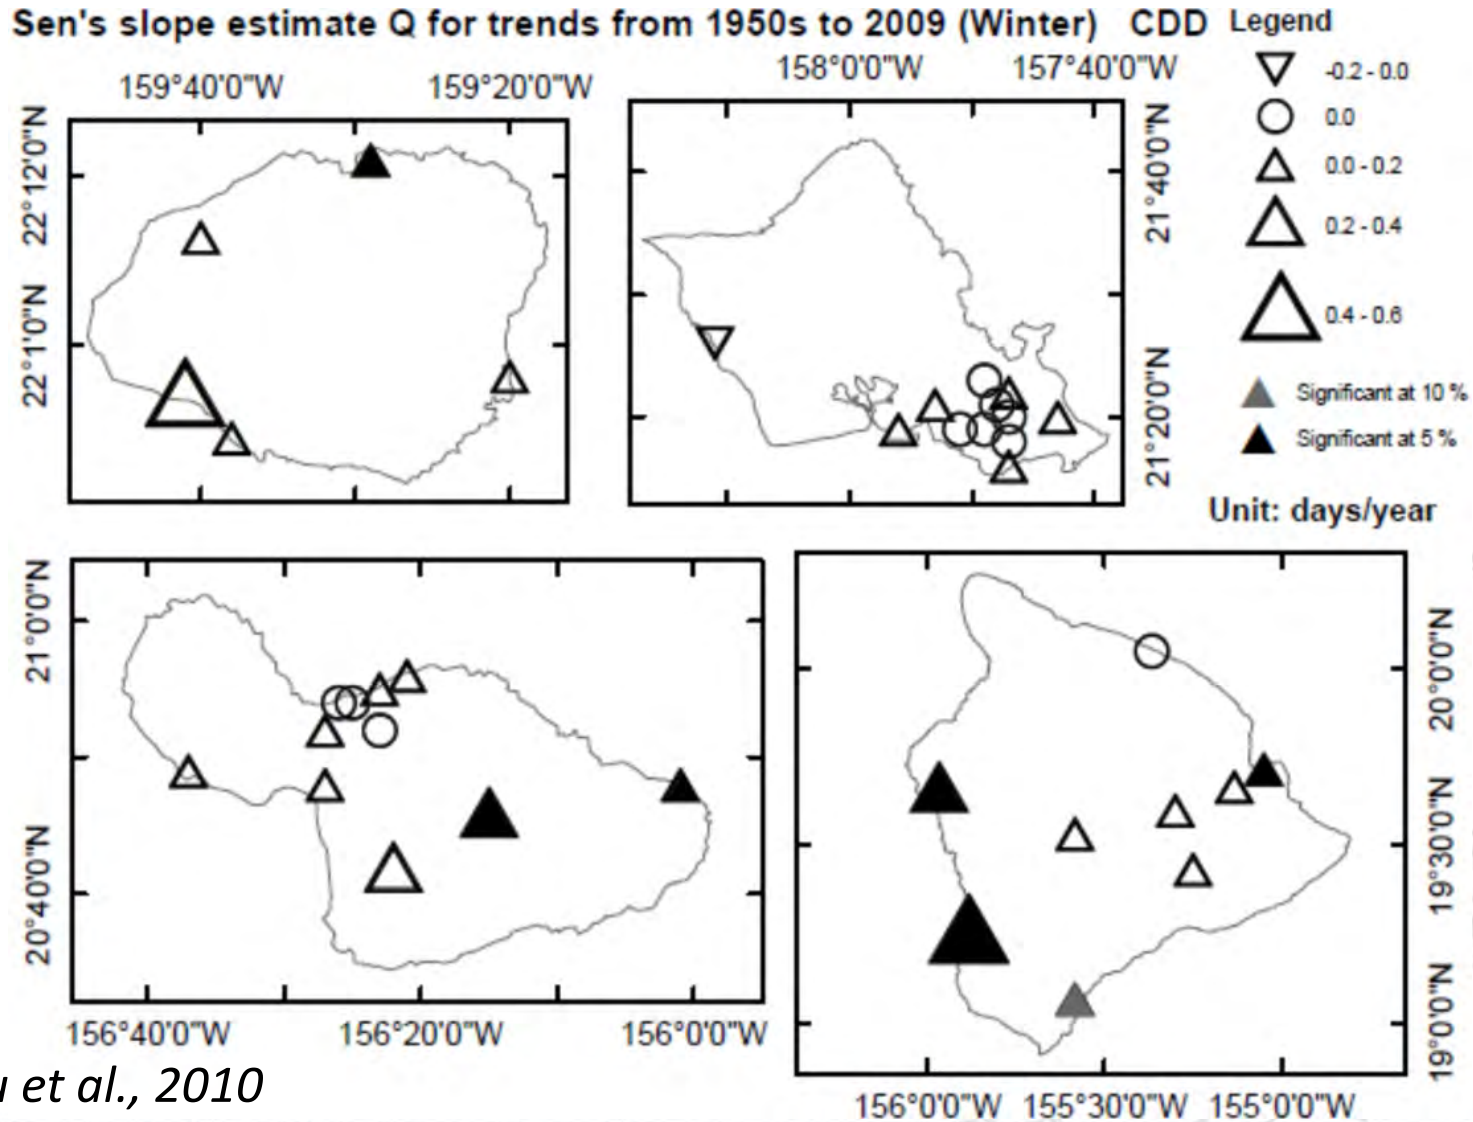 Sen's slope estimate Q for trends from 1950s to 2009 (Winter) CDD
Legend
-0.2 - 0.0
0.0
0.0 - 0.2
0.2 - 0.4
0.4 - 0.6
Significant at 10 %
Significant at 5 %
Unit: days/year
159°40'0"W 159°20'0"W
22°12'0"N
22°1'0"N
158°0'0"W 157°40'0"W
21°40'0"N
21°20'0"N
21°0'0"N
20°40'0"N
156°40'0"W 156°20'0"W 156°0'0"W
20°0'0"N
19°30'0"N
19°0'0"N
156°0'0"W 155°30'0"W 155°0'0"W
et al., 2010